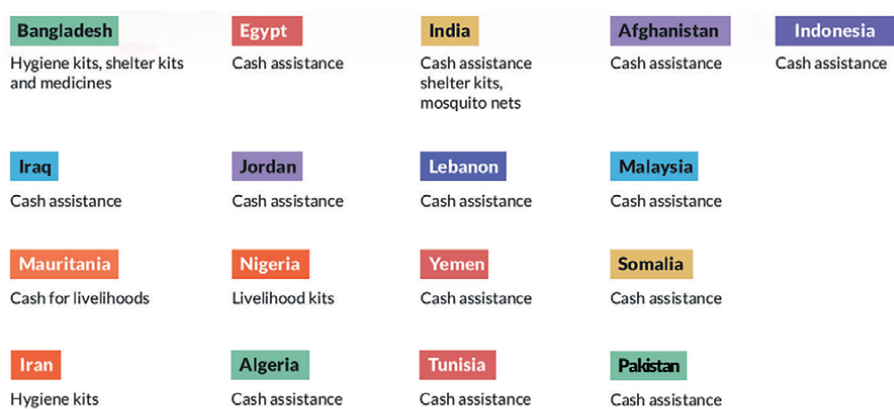 Bangladesh
Hygiene kits, shelter kits
and medicines
Egypt
Cash assistance
India
Cash assistance
shelter kits,
mosquito nets
Afghanistan
Cash assistance
Indonesia
Cash assistance
Iraq
Cash assistance
Jordan
Cash assistance
Lebanon
Cash assistance
Malaysia
Cash assistance
Mauritania
Cash for livelihoods
Nigeria
Livelihood kits
Yemen
Cash assistance
Somalia
Cash assistance
Iran
Hygiene kits
Algeria
Cash assistance
Tunisia
Cash assistance
Pakistan
Cash assistance